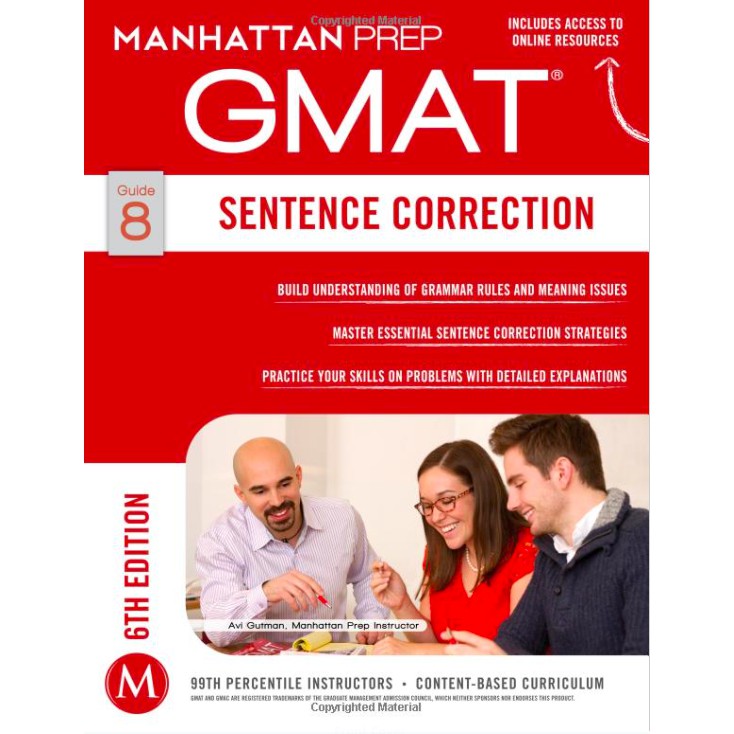 Copyrighted Material
MANHATTAN PREP
INCLUDES ACCESS TO
ONLINE RESOURCES
GMAT®
Guide
8
SENTENCE CORRECTION
BUILD UNDERSTANDING OF GRAMMAR RULES AND MEANING ISSUES
MASTER ESSENTIAL SENTENCE CORRECTION STRATEGIES
PRACTICE YOUR SKILLS ON PROBLEMS WITH DETAILED EXPLANATIONS
6TH EDITION
Avi Gutman, Manhattan Prep Instructor
M
99TH PERCENTILE INSTRUCTORS • CONTENT-BASED CURRICULUM
GMAT AND GMAC ARE REGISTERED TRADEMARKS OF THE GRADUATE MANAGEMENT ADMISSION COUNCIL, WHICH NEITHER SPONSORS NOR ENDORSES THIS PRODUCT.
Copyrighted Material